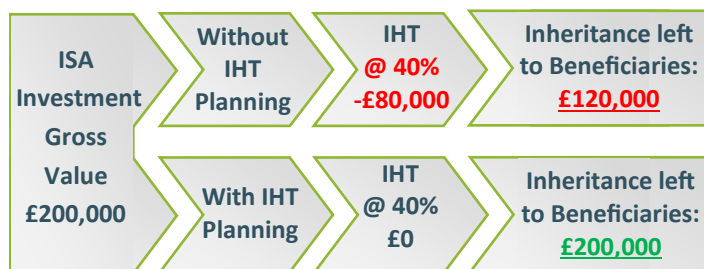 ISA
Investment
Gross
Value
£200,000
Without
IHT
Planning
IHT
@ 40%
-£80,000
Inheritance left
to Beneficiaries:
£120,000
With IHT
Planning
IHT
@ 40%
£0
Inheritance left
to Beneficiaries:
£200,000